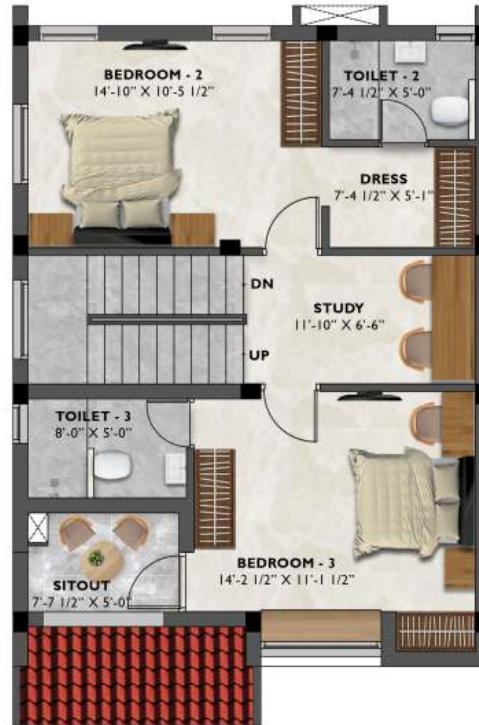 BEDROOM - 2
14'-10" X 10'-5 1/2"
TOILET - 2
7'-4 1/2" X 5'-0"
DRESS
7'-4 1/2" X 5'-1"
DN
STUDY
11'-10" X 6'-6"
UP
TOILET - 3
8'-0" X 5'-0"
BEDROOM - 3
14'-2 1/2" X 11'-1 1/2"
SITOUT
7'-7 1/2" X 5'-0"